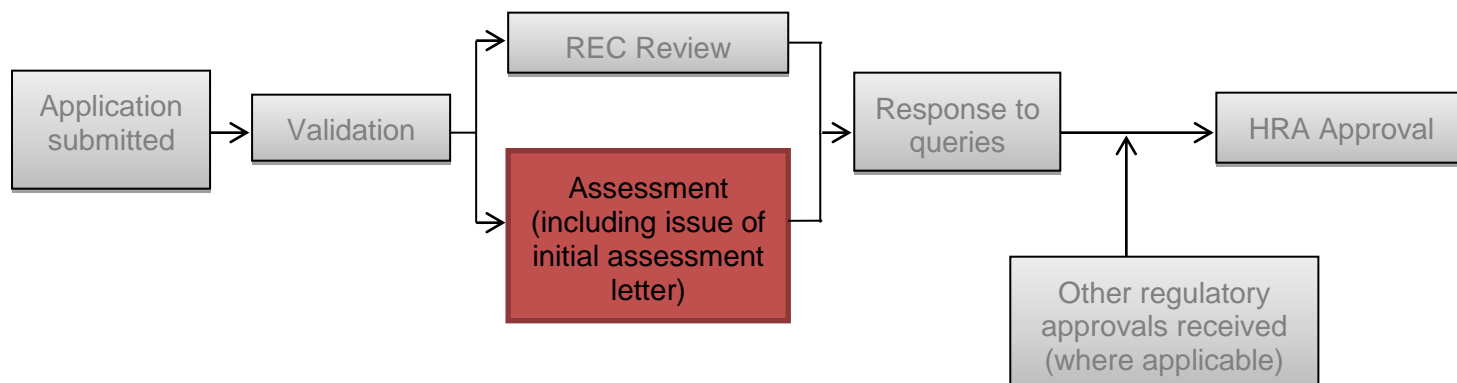 Application
submitted
Validation
REC Review
Assessment
(including issue of
initial assessment
letter)
Response to
queries
Other regulatory
approvals received
(where applicable)
HRA Approval